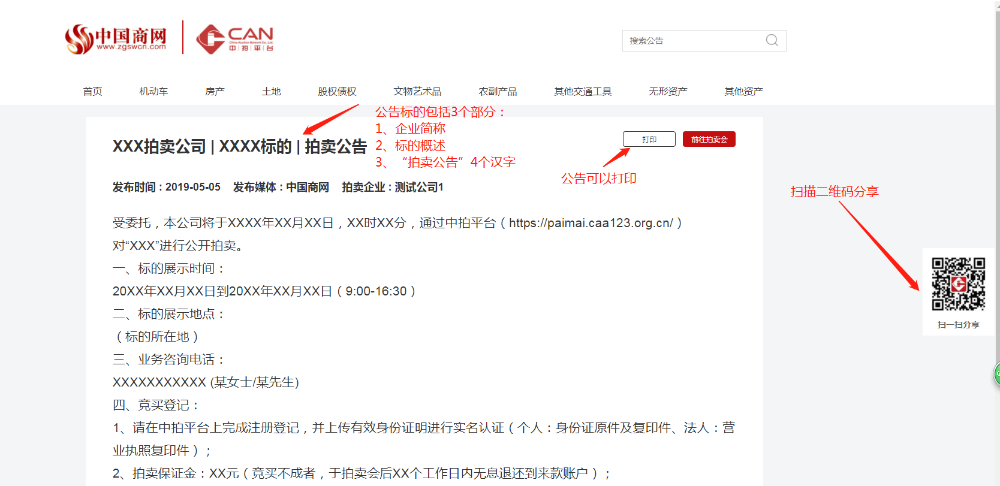 中国商网
www.zgswcn.com
CAN
China Auction Network Co., Ltd.
中拍平台
搜索公告
首页 机动车 房产 土地 股权债权 文物艺术品 农副产品 其他交通工具 无形资产 其他资产
公告标的包括3个部分：
1、企业简称
2、标的概述
3、“拍卖公告”4个汉字
XXX拍卖公司 | XXXX标的 | 拍卖公告
打印
前往拍卖会
公告可以打印
发布时间：2019-05-05 发布媒体：中国商网 拍卖企业：测试公司1
扫描二维码分享
受委托，本公司将于XXXX年XX月XX日，XX时XX分，通过中拍平台（https://paimai.caa123.org.cn/）
对“XXX”进行公开拍卖。
一、标的展示时间：
20XX年XX月XX日到20XX年XX月XX日（9:00-16:30）
二、标的展示地点：
（标的所在地）
扫一扫分享
三、业务咨询电话：
XXXXXXXXXXX (某女士/某先生)
四、竞买登记：
1、请在中拍平台上完成注册登记，并上传有效身份证明进行实名认证（个人：身份证原件及复印件、法人：营
业执照复印件）；
2、拍卖保证金：XX元（竞买不成者，于拍卖会后XX个工作日内无息退还到来款账户）；